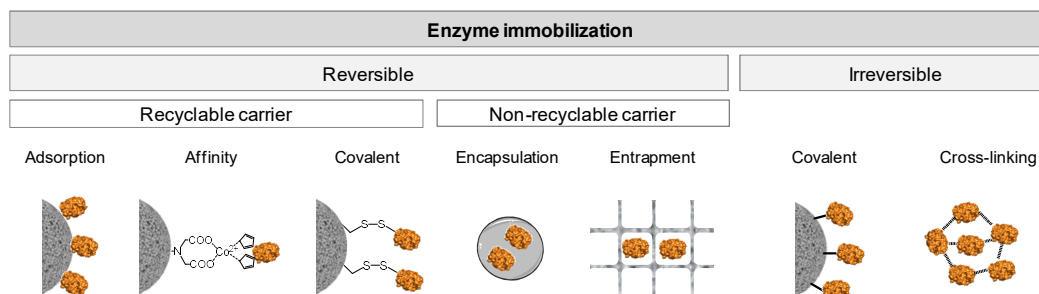 Enzyme immobilization
Reversible
Irreversible
Recyclable carrier
Non-recyclable carrier
Adsorption
Affinity
Covalent
Encapsulation
Entrapment
Covalent
Cross-linking
COO
N
Co2+
COO
S–S
S–S